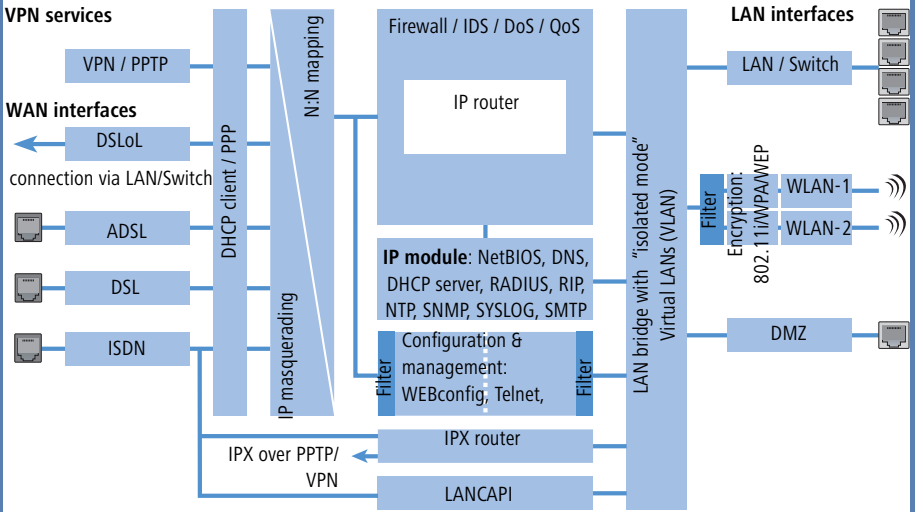 VPN services
VPN / PPTP
WAN interfaces
DSLoL
connection via LAN/Switch
ADSL
DSL
ISDN
DHCP client / PPP
IP masquerading
N:N mapping
Firewall / IDS / DoS / QoS
IP router
IP module: NetBIOS, DNS,
DHCP server, RADIUS, RIP,
NTP, SNMP, SYSLOG, SMTP
Filter
Configuration &
management:
WEBconfig, Telnet,
Filter
IPX router
IPX over PPTP/
VPN
LANCAPI
LAN bridge with "isolated mode"
Virtual LANs (VLAN)
LAN interfaces
LAN / Switch
Filter
Encryption:
802.11i/WPA/WEP
WLAN-1
WLAN-2
DMZ